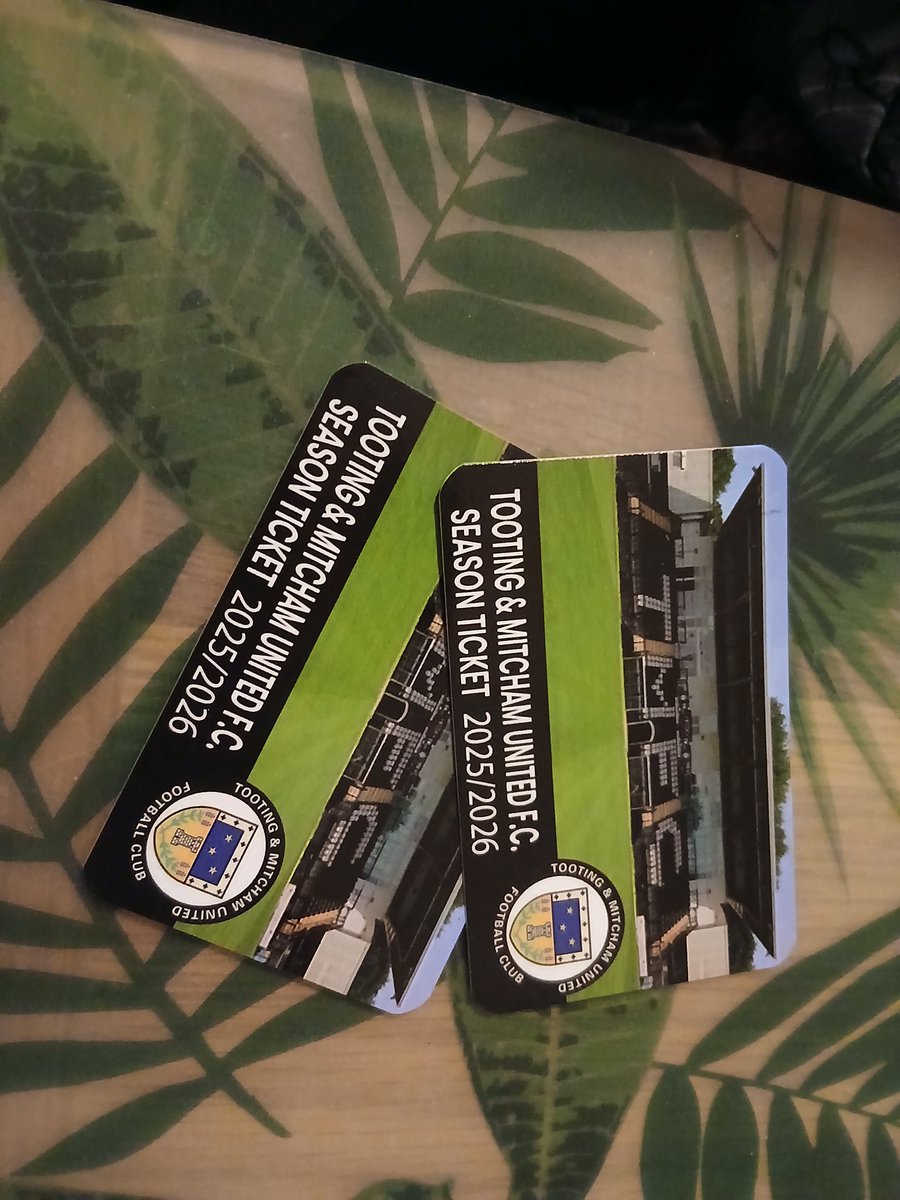 TOOTING & MITCHAM UNITED F.C.
SEASON TICKET 2025/2026
TOOTING & MITCHAM UNITED
FOOTBALL CLUB
TOOTING & MITCHAM UNITED F.C.
SEASON TICKET 2025/2026
TOOTING & MITCHAM UNITED
FOOTBALL CLUB